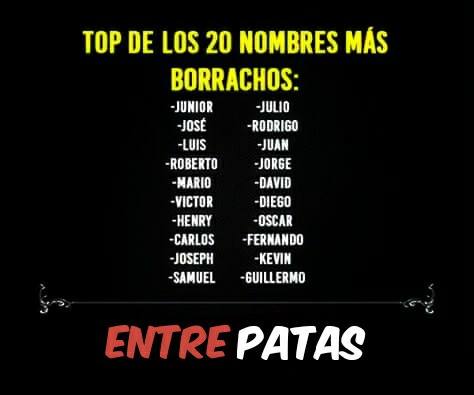 TOP DE LOS 20 NOMBRES MÁS
BORRACHOS:
-JUNIOR
-JOSÉ
-LUIS
-ROBERTO
-MARIO
-VICTOR
-HENRY
-CARLOS
-JOSEPH
-SAMUEL
-JULIO
-RODRIGO
-JUAN
-JORGE
-DAVID
-DIEGO
-OSCAR
-FERNANDO
-KEVIN
-GUILLERMO
ENTRE PATAS